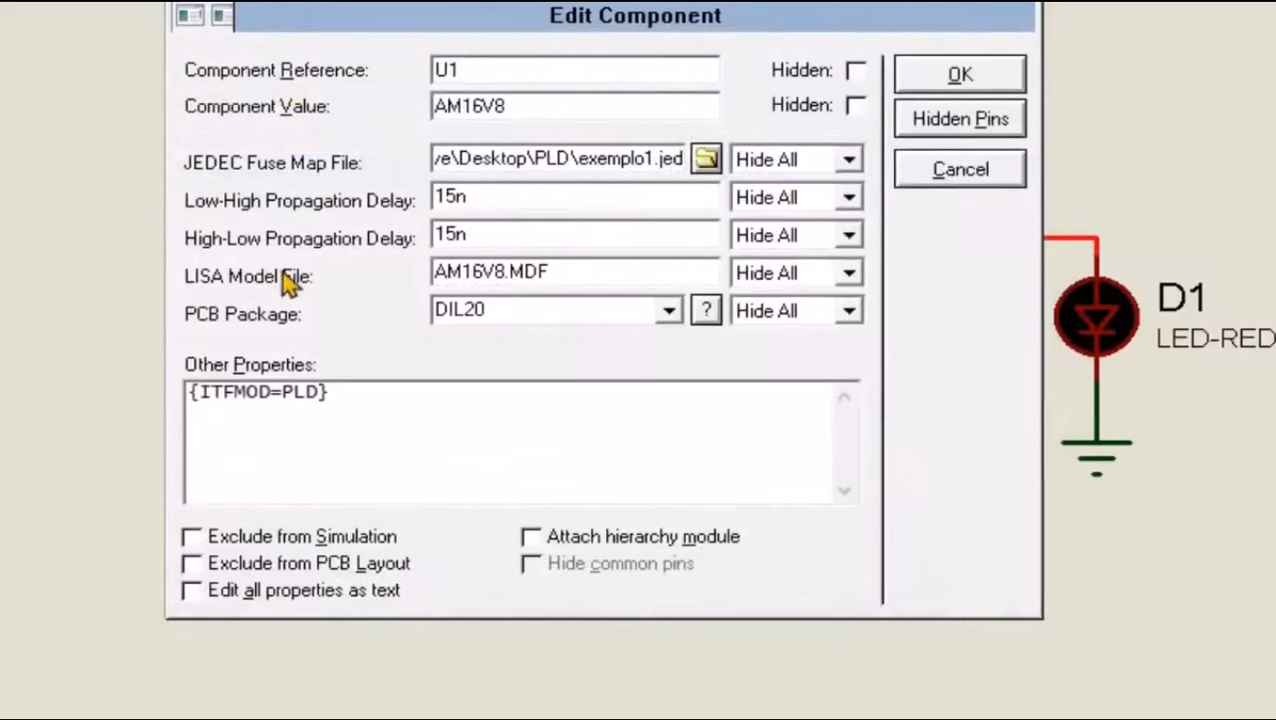 Edit Component
Component Reference: U1 Hidden: OK
Component Value: AM16V8 Hidden: Hidden Pins
JEDEC Fuse Map File: /e\Desktop\PLD\exemplo1.jed Hide All Cancel
Low-High Propagation Delay: 15n Hide All
High-Low Propagation Delay: 15n Hide All
LISA Model File: AM16V8.MDF Hide All
PCB Package: DIL20 ? Hide All
D1
LED-RED
Other Properties:
{ITFMOD=PLD}
Exclude from Simulation Attach hierarchy module
Exclude from PCB Layout Hide common pins
Edit all properties as text